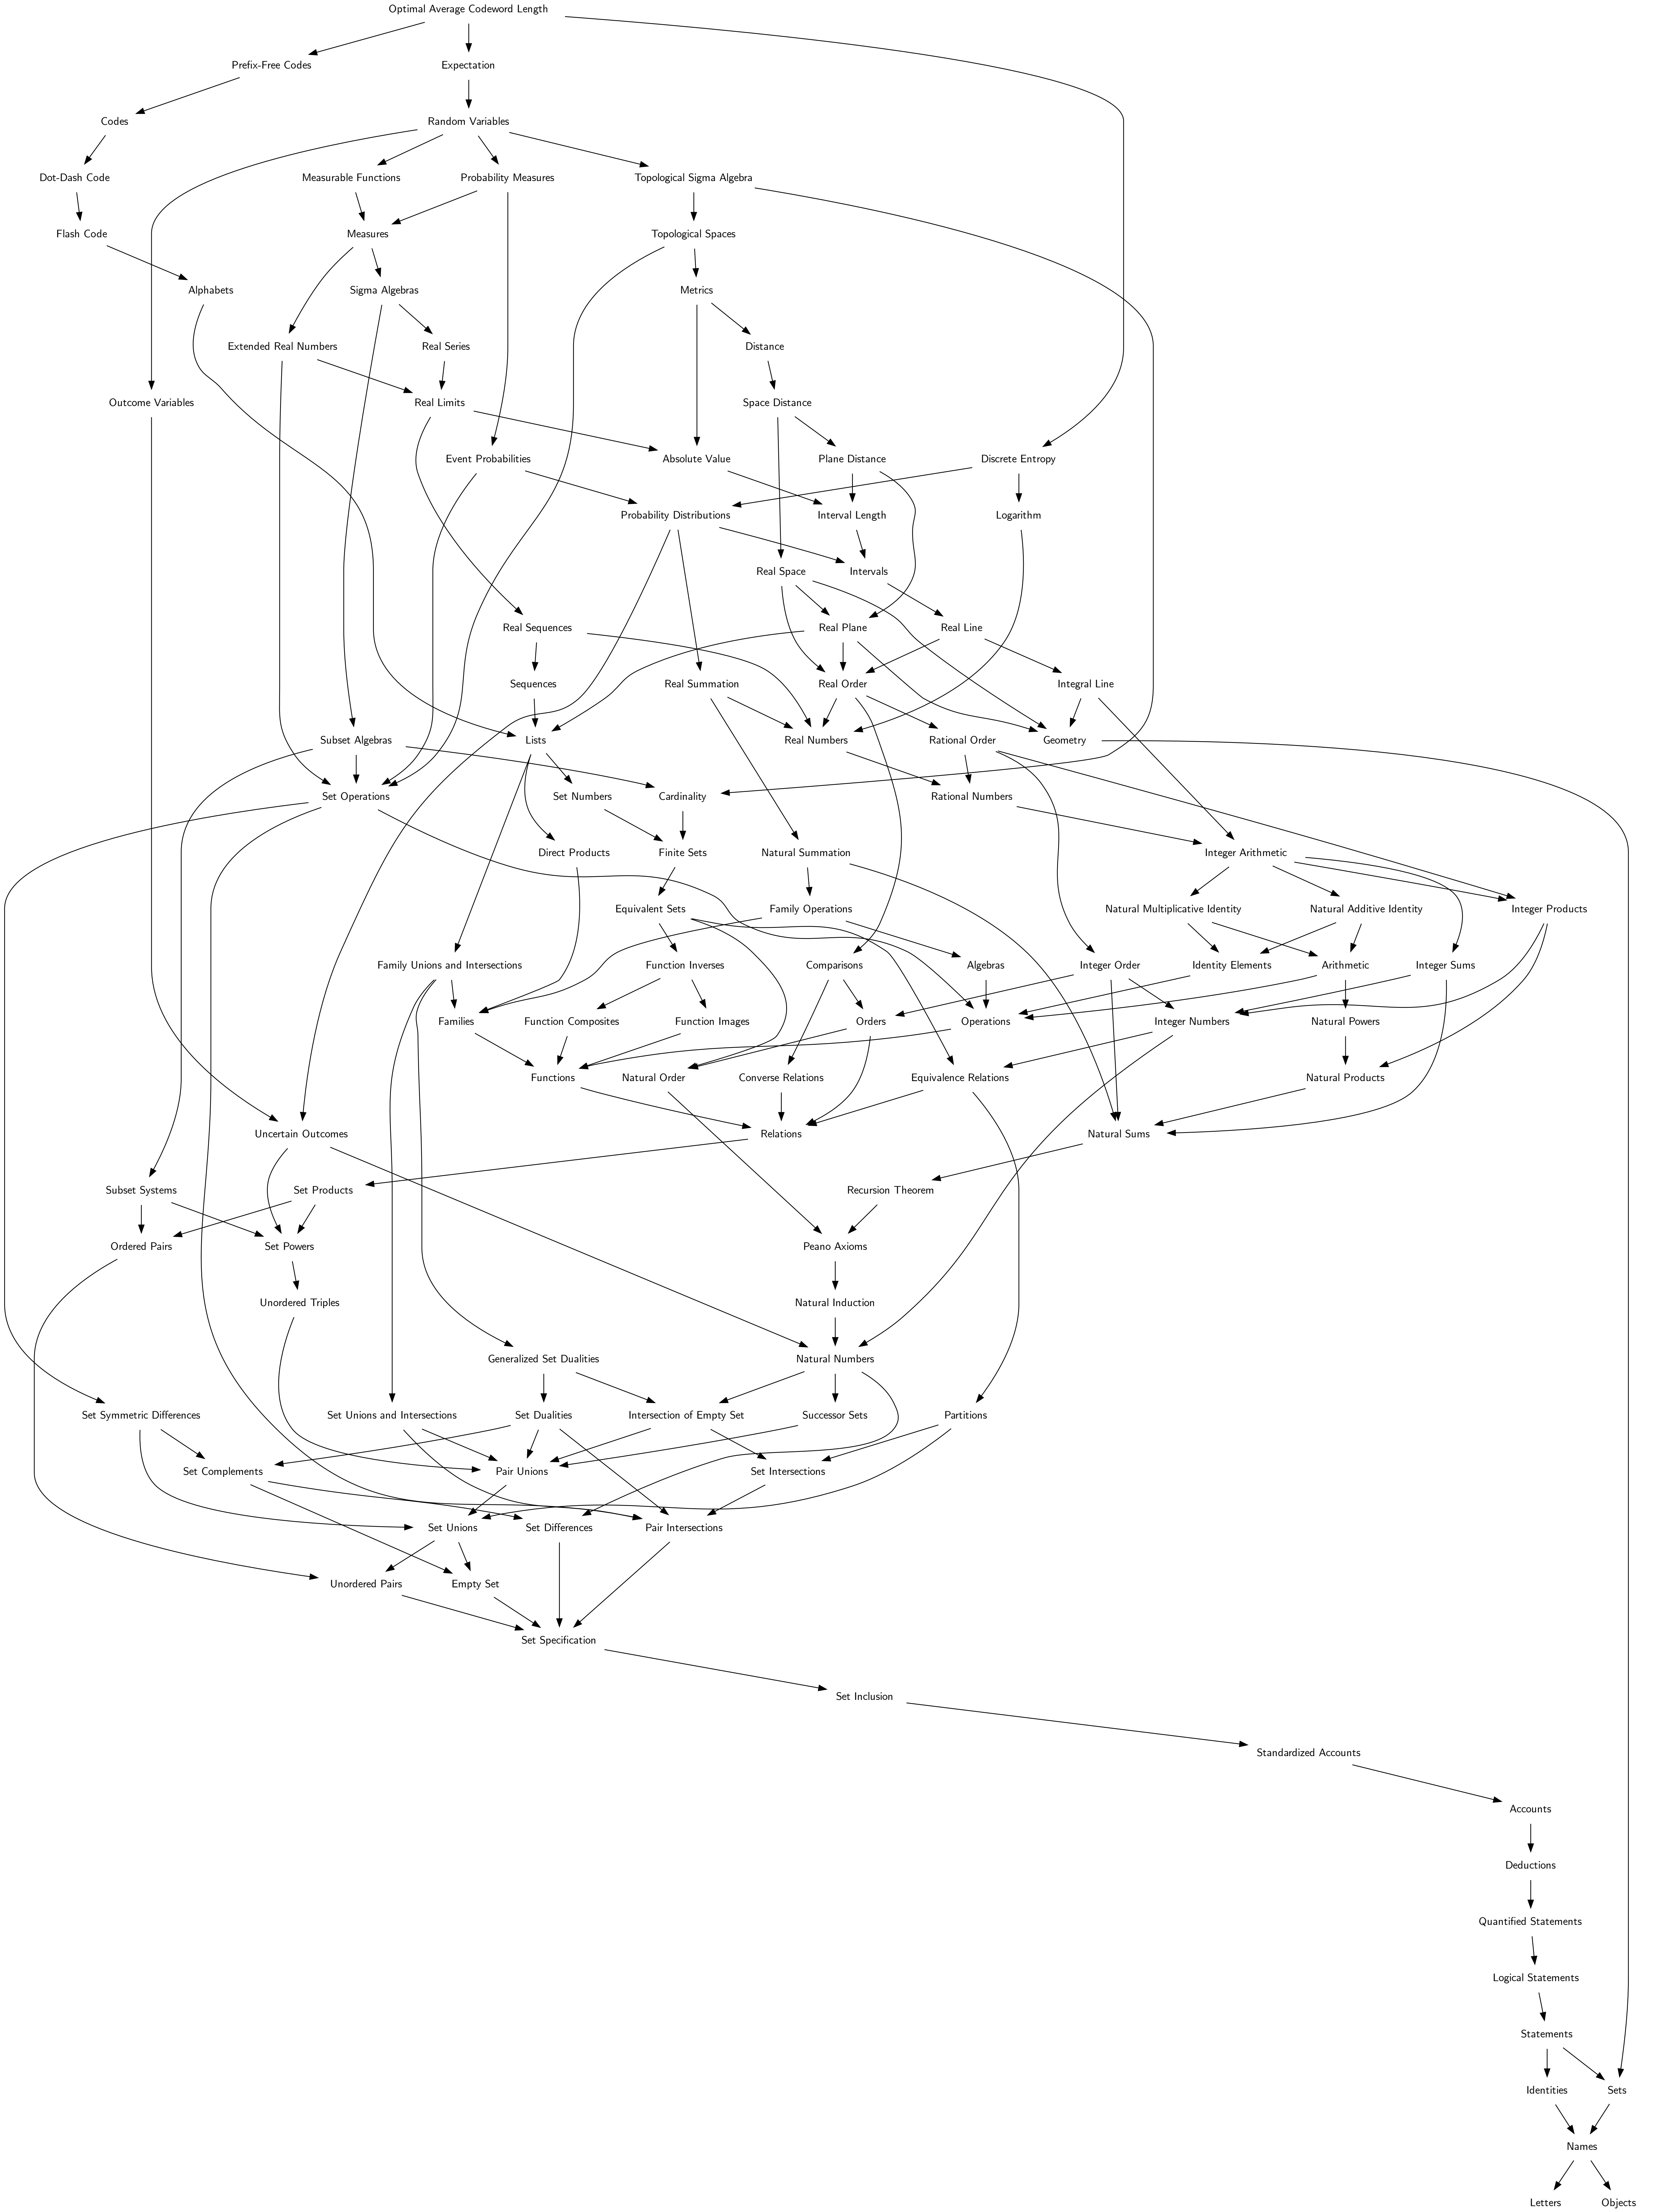 Optimal Average Codeword Length
Prefix-Free Codes
Expectation
Codes
Random Variables
Dot-Dash Code
Measurable Functions
Probability Measures
Topological Sigma Algebra
Flash Code
Measures
Topological Spaces
Alphabets
Sigma Algebras
Metrics
Extended Real Numbers
Real Series
Distance
Outcome Variables
Real Limits
Space Distance
Event Probabilities
Absolute Value
Plane Distance
Discrete Entropy
Probability Distributions
Interval Length
Logarithm
Real Space
Intervals
Real Sequences
Real Plane
Real Line
Sequences
Real Summation
Real Order
Integral Line
Subset Algebras
Lists
Real Numbers
Rational Order
Geometry
Set Operations
Set Numbers
Cardinality
Rational Numbers
Direct Products
Finite Sets
Natural Summation
Integer Arithmetic
Equivalent Sets
Family Operations
Natural Multiplicative Identity
Natural Additive Identity
Integer Products
Family Unions and Intersections
Function Inverses
Comparisons
Algebras
Integer Order
Identity Elements
Arithmetic
Integer Sums
Families
Function Composites
Function Images
Orders
Operations
Integer Numbers
Natural Powers
Functions
Natural Order
Converse Relations
Equivalence Relations
Natural Products
Uncertain Outcomes
Relations
Natural Sums
Subset Systems
Set Products
Recursion Theorem
Ordered Pairs
Set Powers
Peano Axioms
Unordered Triples
Natural Induction
Generalized Set Dualities
Natural Numbers
Set Symmetric Differences
Set Unions and Intersections
Set Dualities
Intersection of Empty Set
Successor Sets
Partitions
Set Complements
Pair Unions
Set Intersections
Set Unions
Set Differences
Pair Intersections
Unordered Pairs
Empty Set
Set Specification
Set Inclusion
Standardized Accounts
Accounts
Deductions
Quantified Statements
Logical Statements
Statements
Identities
Sets
Names
Letters
Objects